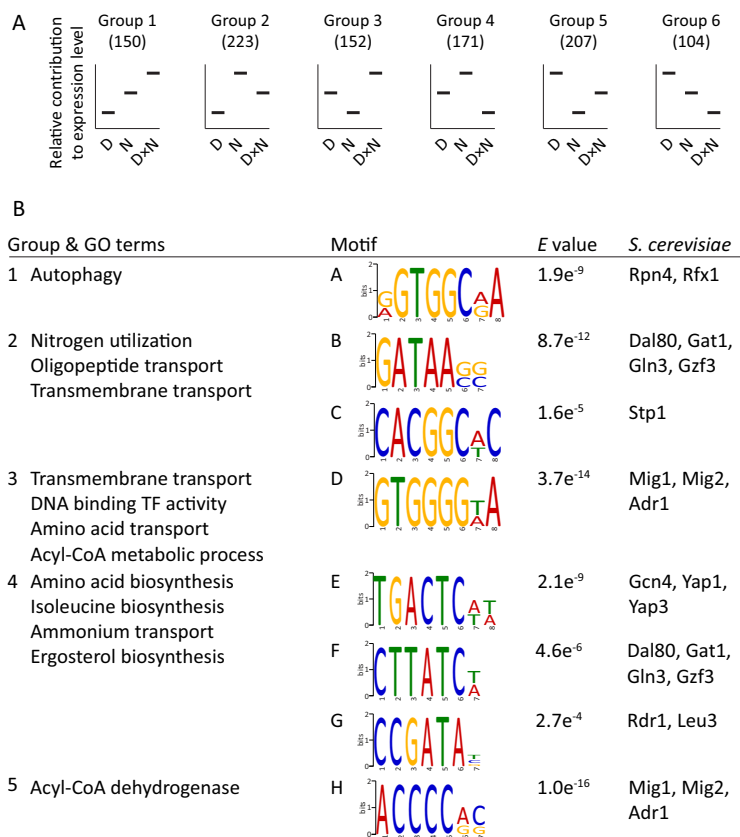 A
Group 1 Group 2 Group 3 Group 4 Group 5 Group 6
(150) (223) (152) (171) (207) (104)
Relative contribution
to expression level
D N D×N D N D×N D N D×N D N D×N D N D×N D N D×N
B
Group & GO terms Motif E value S. cerevisiae
1 Autophagy A 1.9e-9 Rpn4, Rfx1
2 Nitrogen utilization B 8.7e-12 Dal80, Gat1,
Oligopeptide transport Gln3, Gzf3
Transmembrane transport
C 1.6e-5 Stp1
3 Transmembrane transport D 3.7e-14 Mig1, Mig2,
DNA binding TF activity Adr1
Amino acid transport
Acyl-CoA metabolic process
4 Amino acid biosynthesis E 2.1e-9 Gcn4, Yap1,
Isoleucine biosynthesis Yap3
Ammonium transport
Ergosterol biosynthesis F 4.6e-6 Dal80, Gat1,
Gln3, Gzf3
G 2.7e-4 Rdr1, Leu3
5 Acyl-CoA dehydrogenase H 1.0e-16 Mig1, Mig2,
Adr1